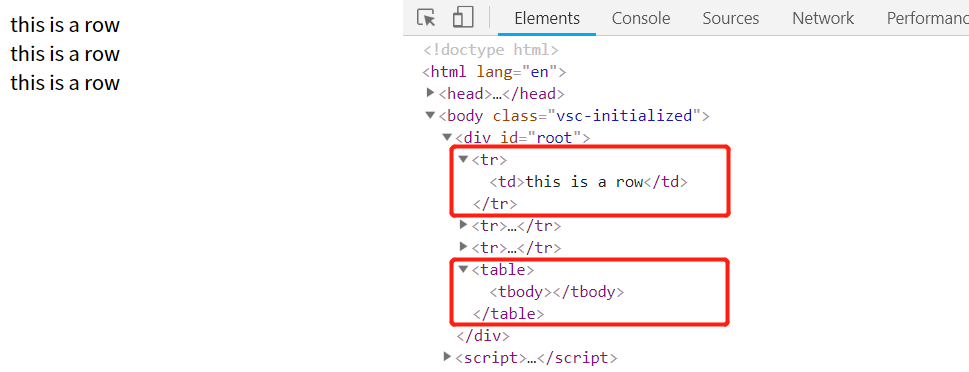 this is a row
this is a row
this is a row
Elements Console Sources Network Performanc
<!doctype html>
<html lang="en">
<head>…</head>
<body class="vsc-initialized">
<div id="root">
<tr>
<td>this is a row</td>
</tr>
<tr>…</tr>
<tr>…</tr>
<table>
<tbody></tbody>
</table>
</div>
<script>…</script>